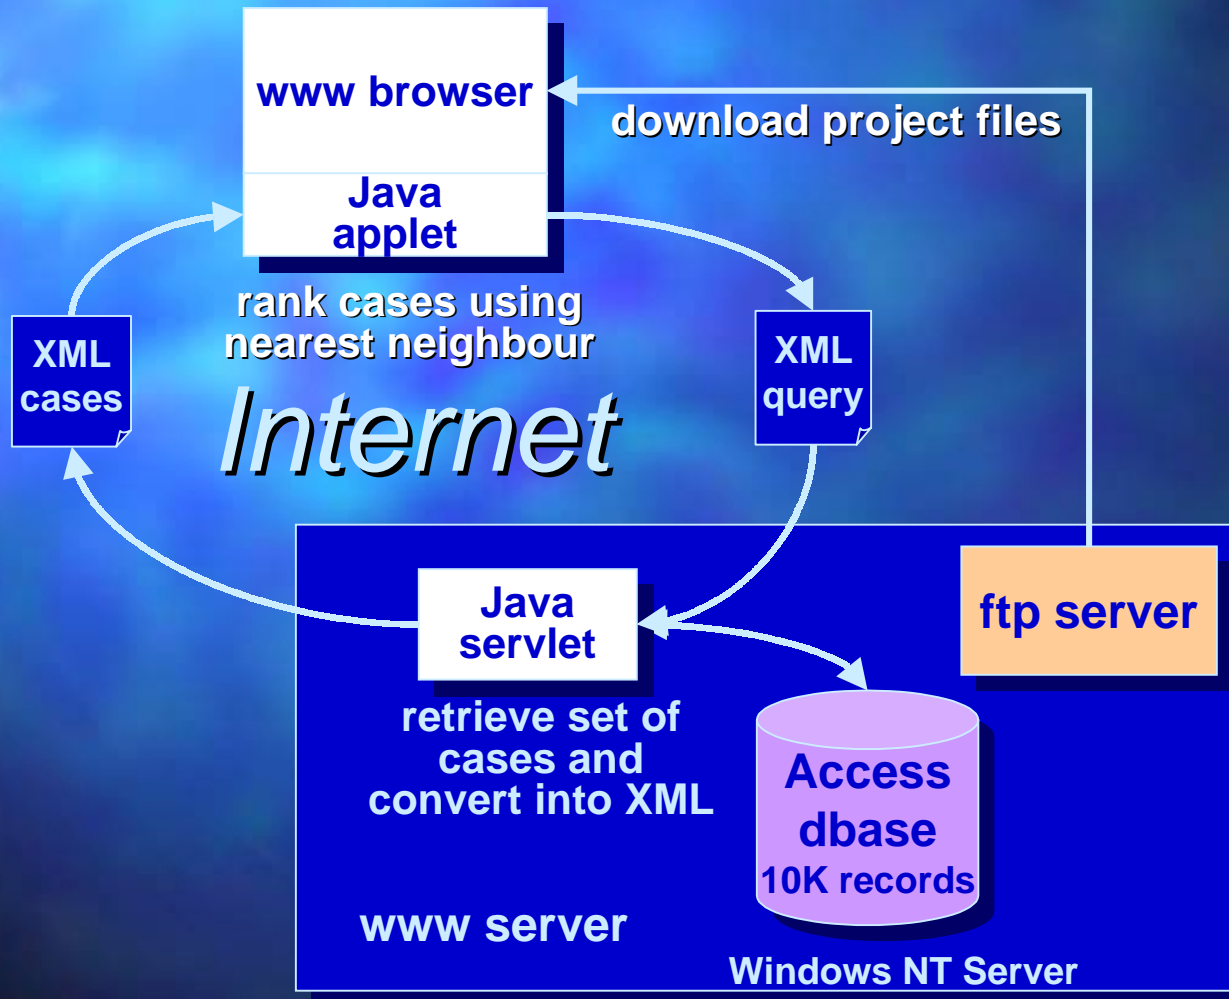 www browser
download project files
Java
applet
rank cases using
nearest neighbour
XML
cases
XML
query
Internet
Java
servlet
ftp server
retrieve set of
cases and
convert into XML
Access
dbase
10K records
www server
Windows NT Server